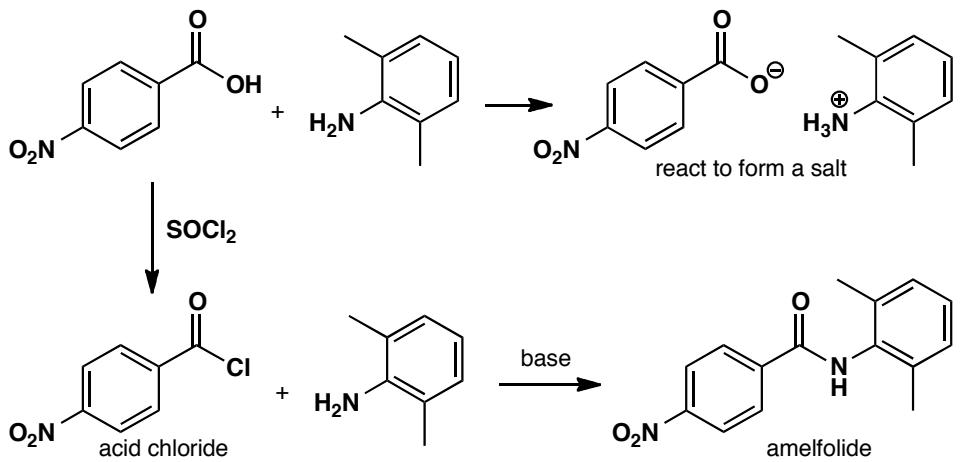 O
OH
O₂N
+
H₂N
O
O⊖
O₂N
⊕
H₃N
react to form a salt
SOCl₂
O
Cl
O₂N
acid chloride
+
H₂N
base
O
N
H
O₂N
amelfolide